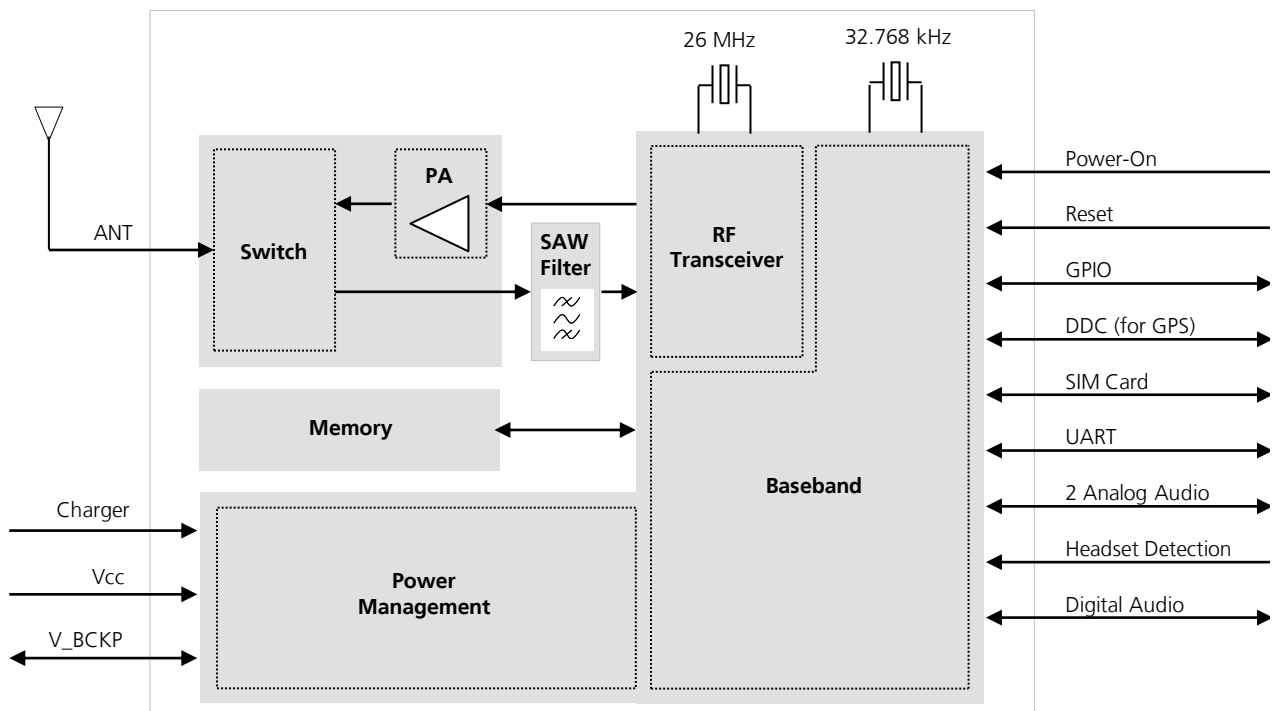 26 MHz
32.768 kHz
ANT
Switch
PA
SAW
Filter
RF
Transceiver
Memory
Baseband
Power
Management
Charger
Vcc
V_BCKP
Power-On
Reset
GPIO
DDC (for GPS)
SIM Card
UART
2 Analog Audio
Headset Detection
Digital Audio